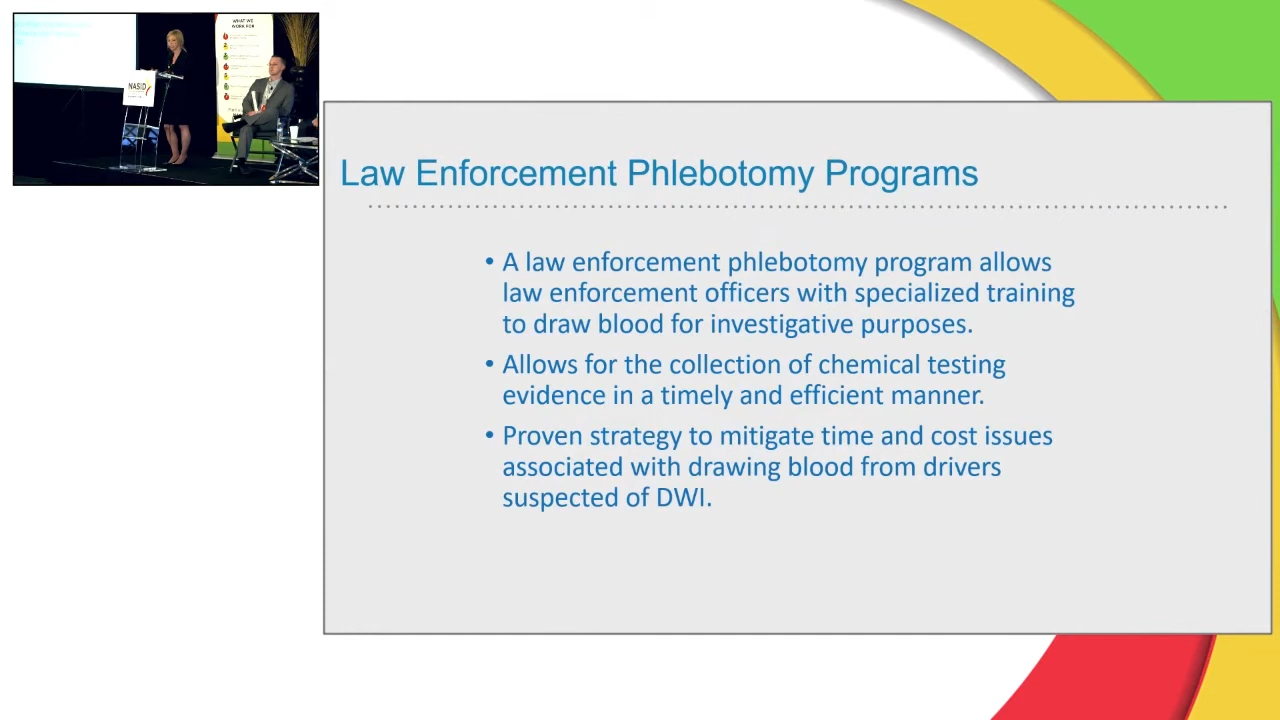 WHAT WE
WORK FOR
NASID
Law Enforcement Phlebotomy Programs
• A law enforcement phlebotomy program allows
law enforcement officers with specialized training
to draw blood for investigative purposes.
• Allows for the collection of chemical testing
evidence in a timely and efficient manner.
• Proven strategy to mitigate time and cost issues
associated with drawing blood from drivers
suspected of DWI.